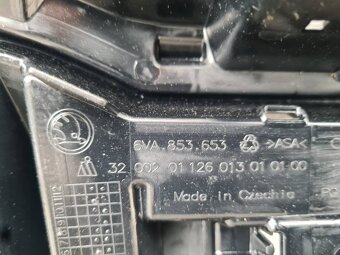 6VA.853.653 >ASA<
32 002 01 126 013 01 01 00
Made in Czechia